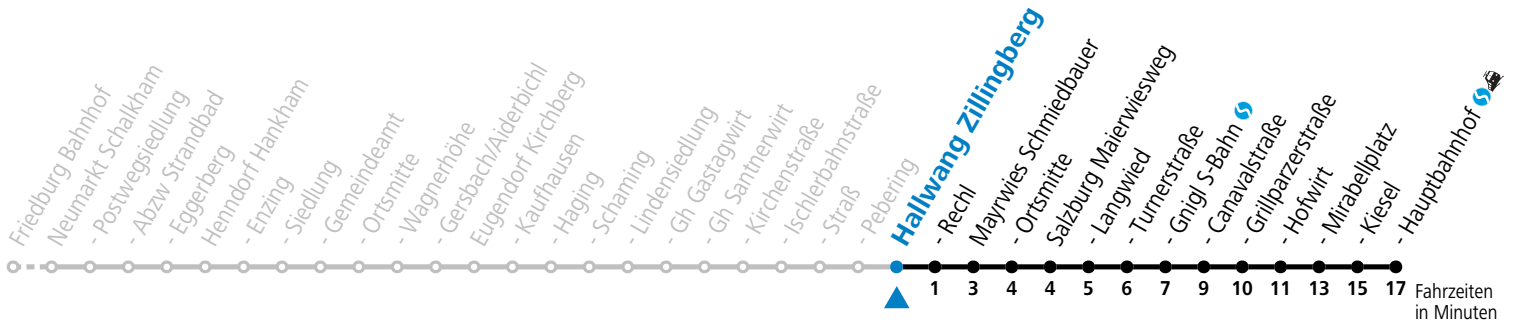 Friedburg Bahnhof
Neumarkt Schalkham
- Postwegsiedlung
- Abzw Strandbad
- Eggerberg
Henndorf Hankham
- Enzing
- Siedlung
- Gemeindeamt
- Ortsmitte
- Wagnerhöhe
- Gersbach/Aiderbichl
Eugendorf Kirchberg
- Kaufhausen
- Haging
- Schaming
- Lindensiedlung
- Gh Gastagwirt
- Gh Santnerwirt
- Kirchenstraße
- Ischlerbahnstraße
- Straß
- Pebering
Hallwang Zillingberg
- Rechl
Mayrwies Schmiedbauer
- Ortsmitte
Salzburg Maierwiesweg
- Langwied
- Turnerstraße
- Gnigl S-Bahn
- Canavalstraße
- Grillparzerstraße
- Hofwirt
- Mirabellplatz
- Kiesel
- Hauptbahnhof
1 3 4 4 5 6 7 9 10 11 13 15 17
Fahrzeiten
in Minuten